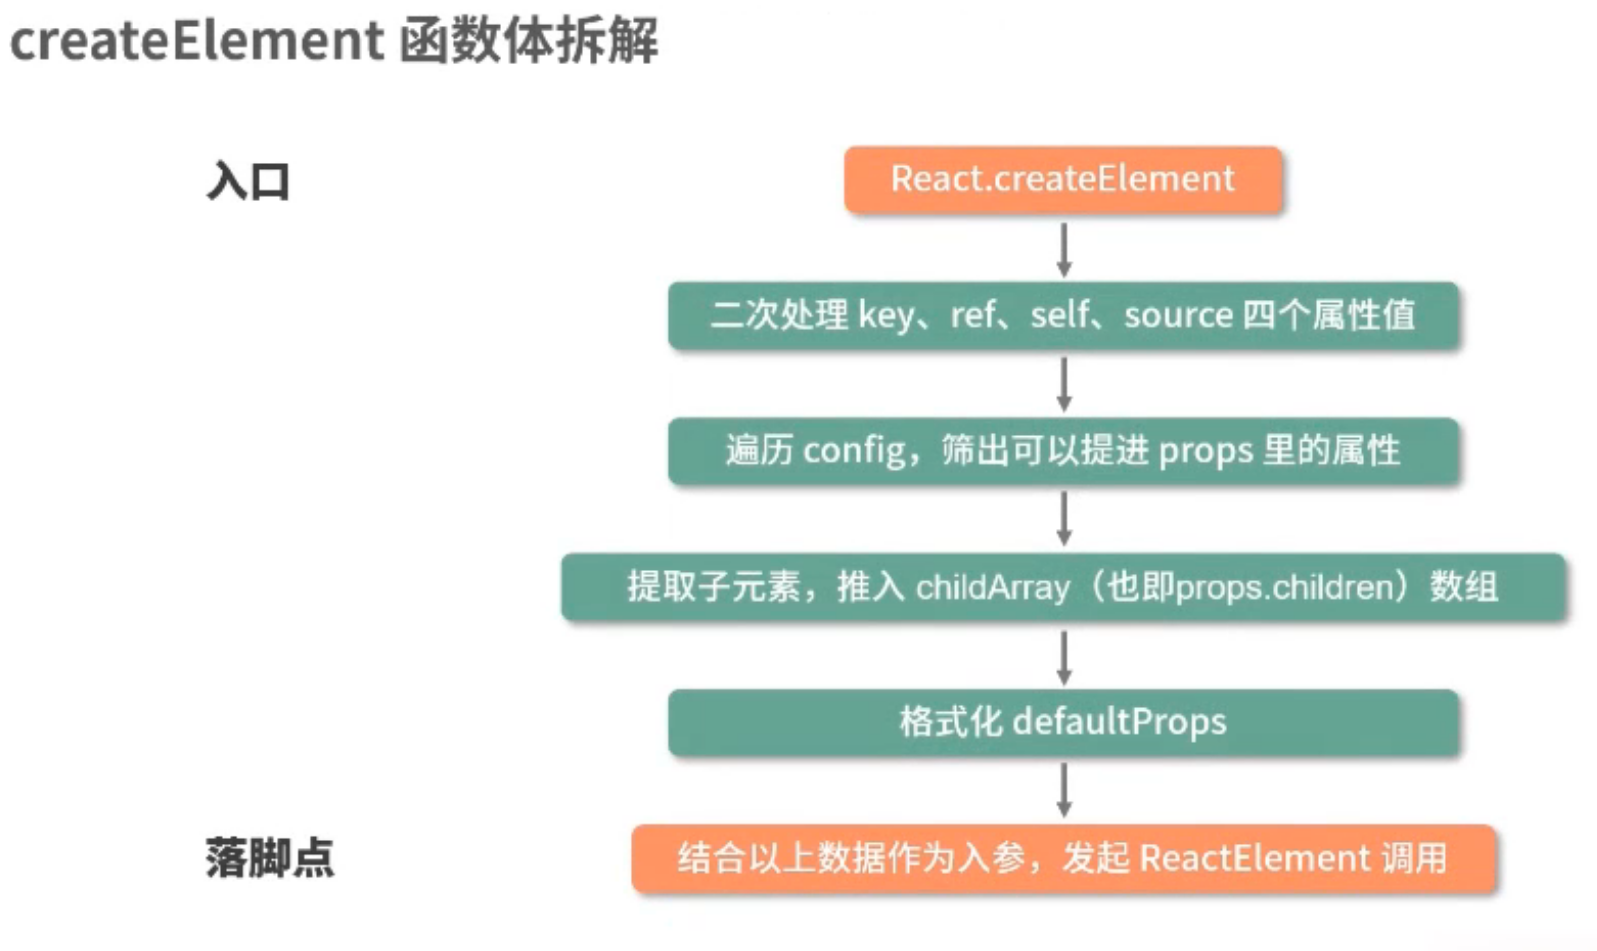 createElement 函数体拆解
入口
React.createElement
二次处理 key、ref、self、source 四个属性值
遍历 config，筛出可以提进 props 里的属性
提取子元素，推入 childArray（也即props.children）数组
格式化 defaultProps
落脚点
结合以上数据作为入参，发起 ReactElement 调用